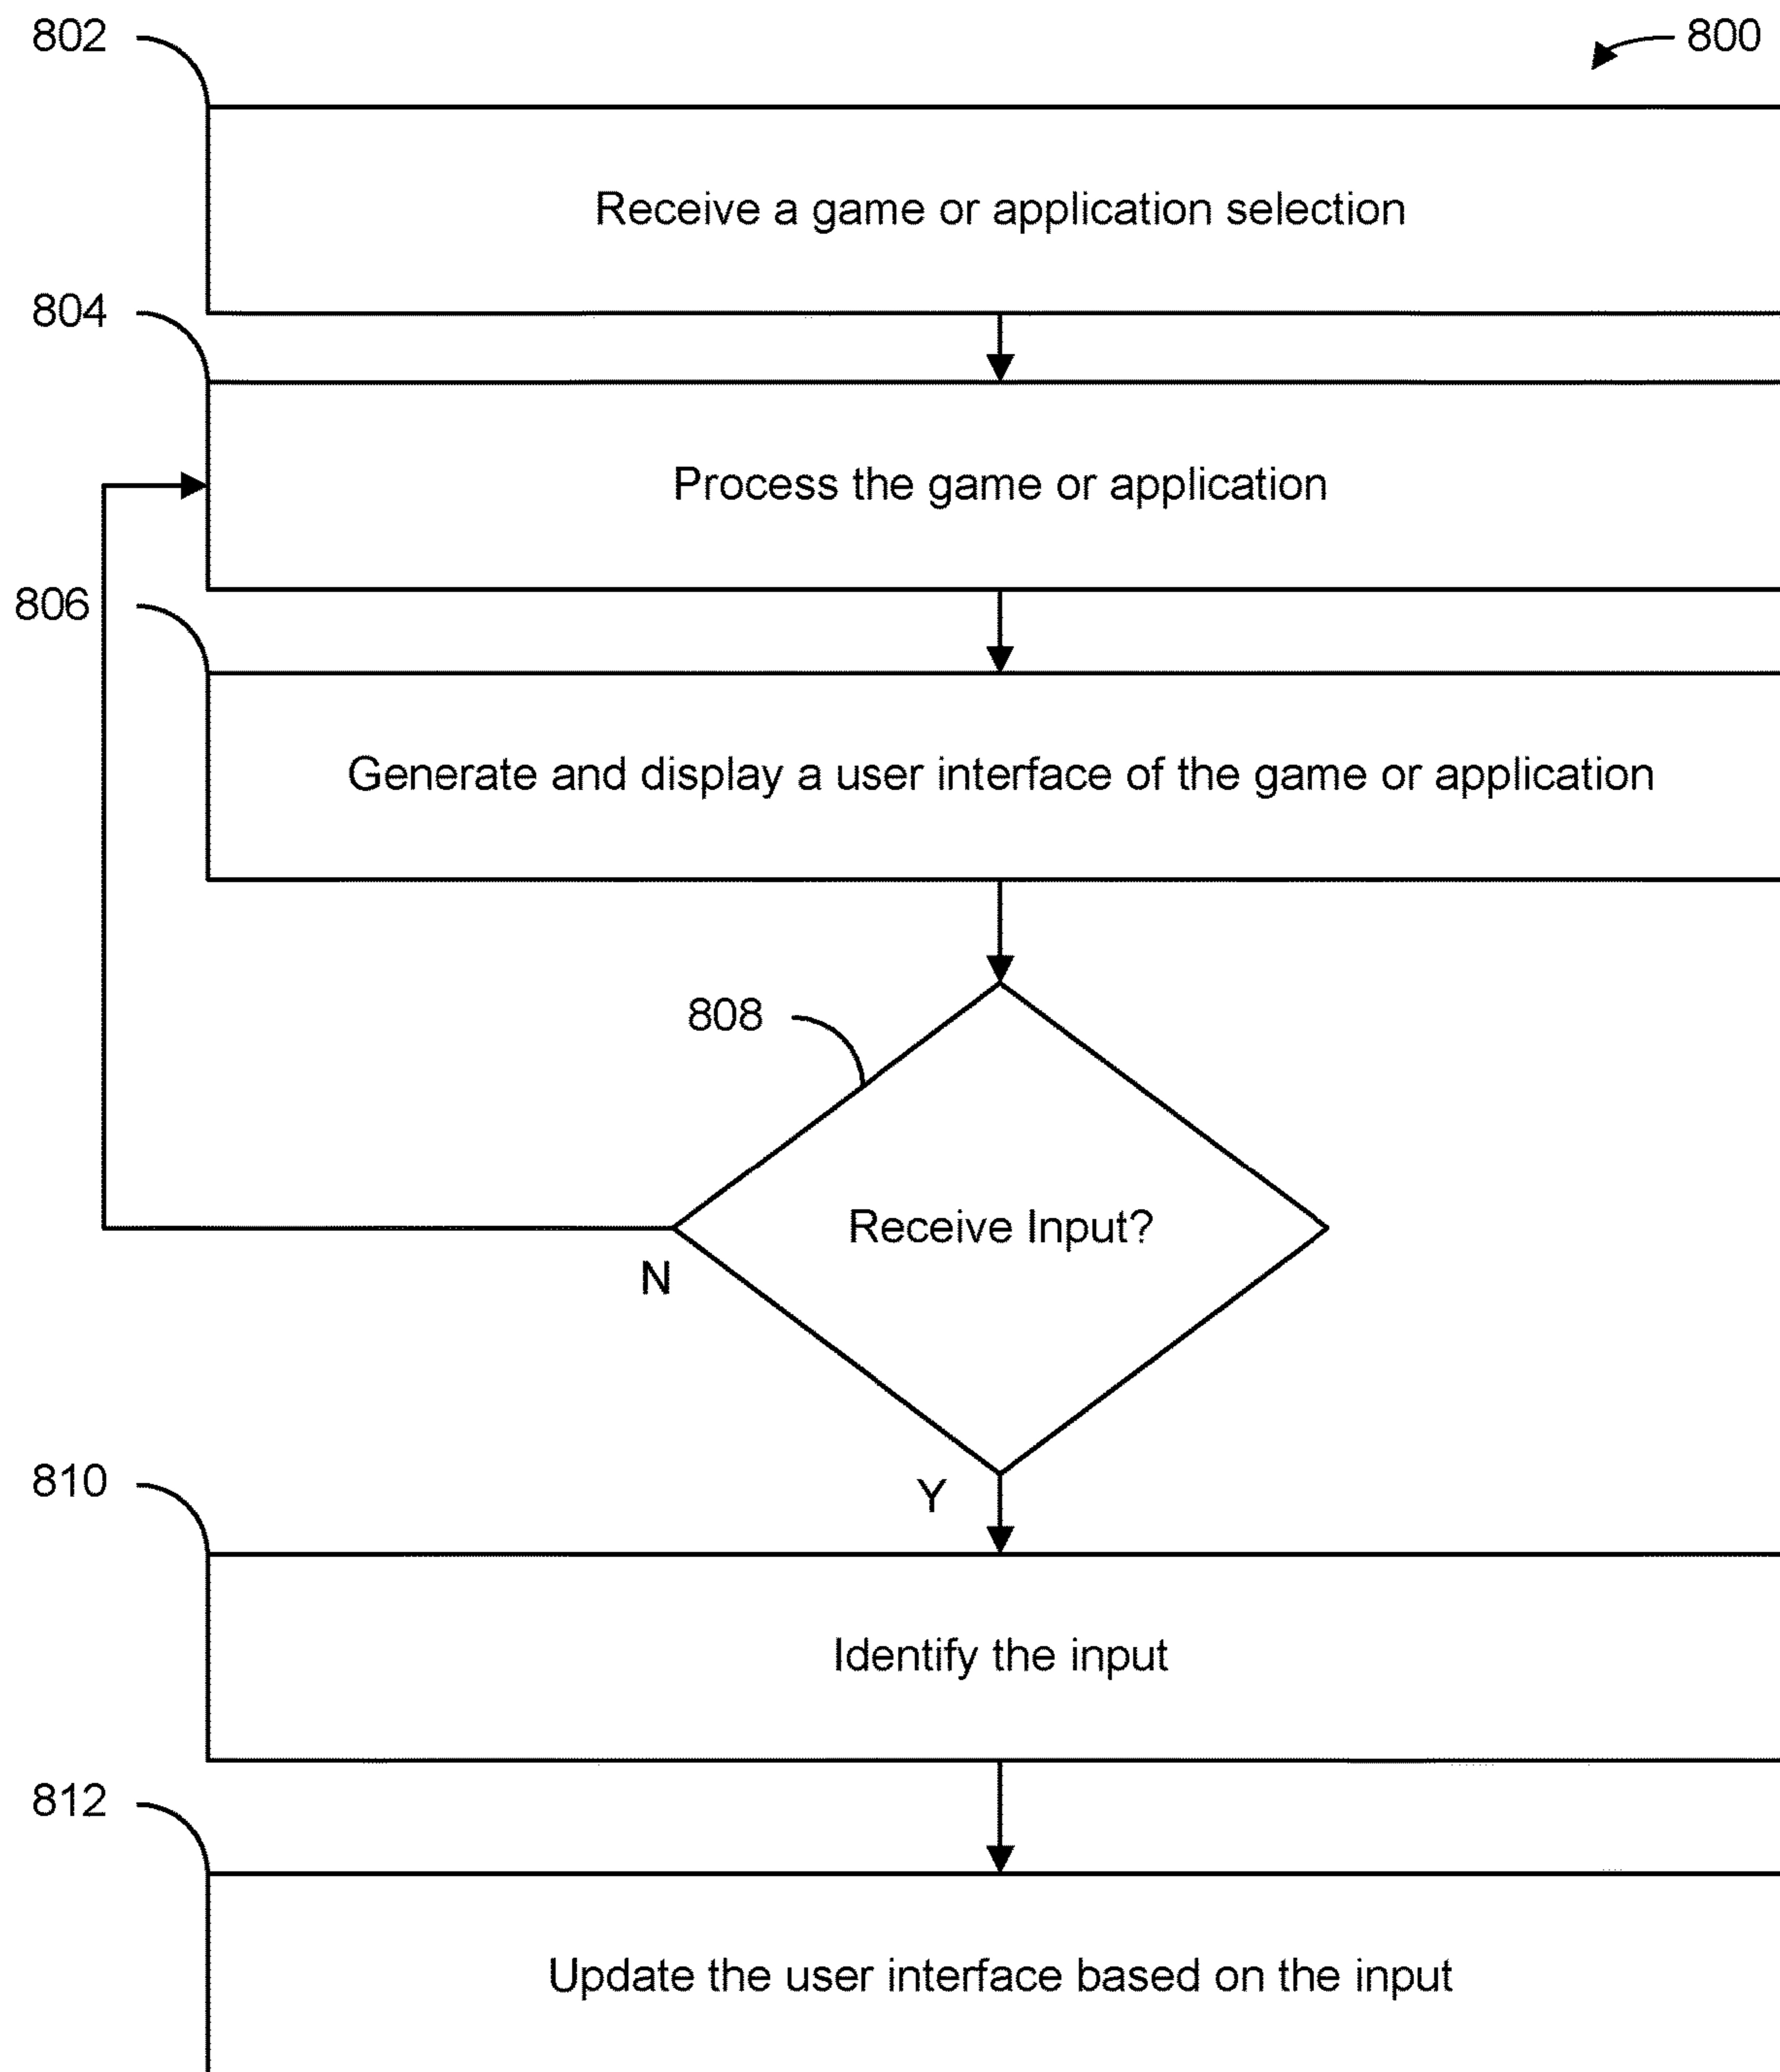 802
800
Receive a game or application selection
804
Process the game or application
806
Generate and display a user interface of the game or application
808
Receive Input?
N
Y
810
Identify the input
812
Update the user interface based on the input